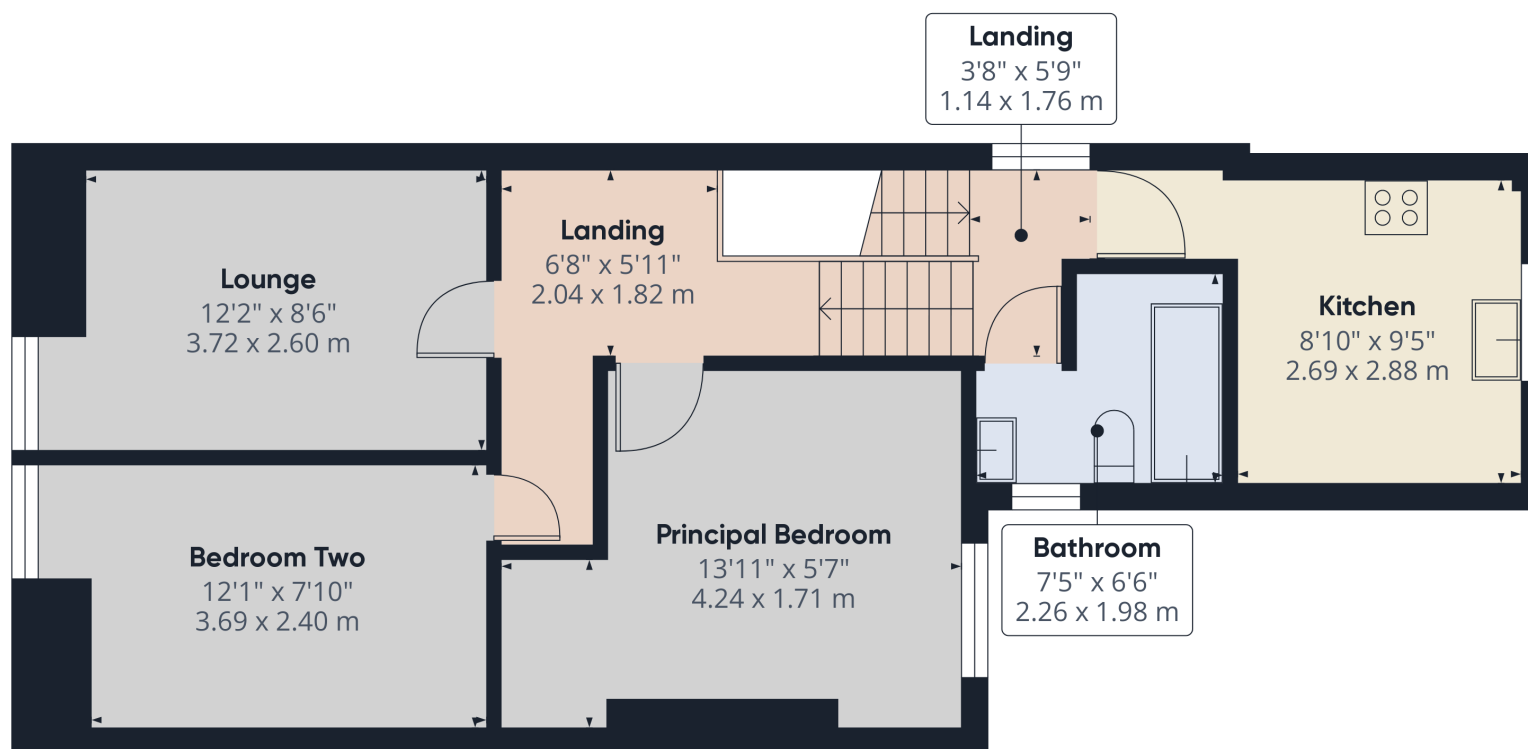 Landing
3'8" x 5'9"
1.14 x 1.76 m
Landing
6'8" x 5'11"
2.04 x 1.82 m
Lounge
12'2" x 8'6"
3.72 x 2.60 m
Kitchen
8'10" x 9'5"
2.69 x 2.88 m
Bedroom Two
12'1" x 7'10"
3.69 x 2.40 m
Principal Bedroom
13'11" x 5'7"
4.24 x 1.71 m
Bathroom
7'5" x 6'6"
2.26 x 1.98 m